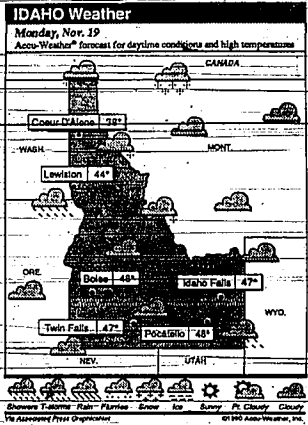 IDAHO Weather
Monday, Nov. 19
Accu-Weather® forecast for daytime conditions and high temperatures
CANADA
Coeur D'Alene 39°
WASH.
MONT.
Lewiston 44°
ORE.
Boise 48°
Idaho Falls 47°
WYO.
Twin Falls 47°
Pocatello 48°
NEV.
UTAH
Showers T-storms Rain Flurries Snow Ice Sunny Pt. Cloudy Cloudy
Via Associated Press GraphicsNet
©1990 Accu-Weather, Inc.